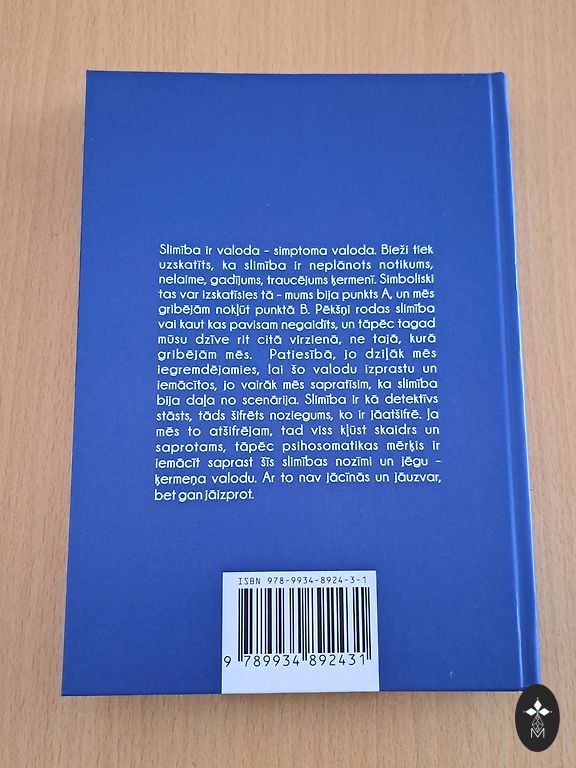 Slimība ir valoda - simptoma valoda. Bieži tiek
uzskatīts, ka slimība ir neplānots notikums,
nelaime, gadījums, traucējums ķermenī. Simboliski
tas var izskatīsies tā - mums bija punkts A, un mēs
gribējām nokļūt punktā B. Pēkšņi rodas slimība
vai kaut kas pavisam negaidīts, un tāpēc tagad
mūsu dzīve rit citā virzienā, ne tajā, kurā
gribējām mēs. Patiesībā, jo dziļāk mēs
iegremdējamies, lai šo valodu izprastu un
iemācītos, jo vairāk mēs sapratīsim, ka slimība
bija daļa no scenārija. Slimība ir kā detektīvs
stāsts, tāds šifrēts noziegums, ko ir jāatšifrē. Ja
mēs to atšifrējam, tad viss kļūst skaidrs un
saprotams, tāpēc psihosomatikas mērķis ir
iemācīt saprast šīs slimības nozīmi un jēgu -
ķermeņa valodu. Ar to nav jācīnās un jāuzvar,
bet gan jāizprot.
ISBN 978-9934-8924-3-1
9 789934 892431
M